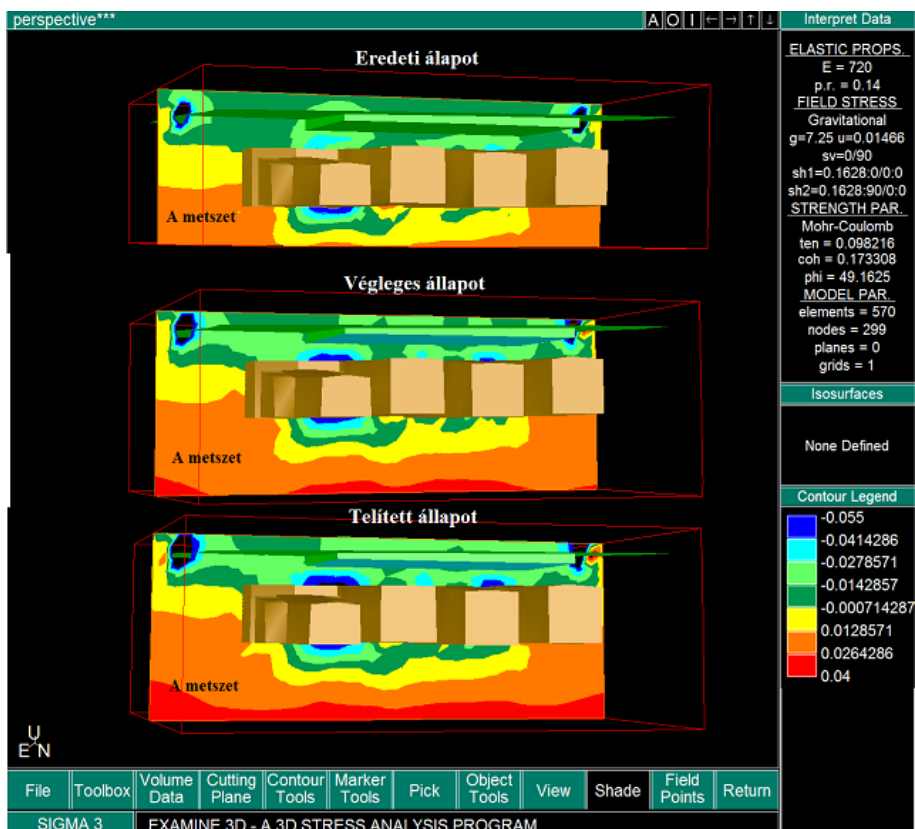 perspective***
A O I ← → ↑ ↓
Eredeti álapot
A metszet
Végleges állapot
A metszet
Telített állapot
A metszet
U
E N
Interpret Data
ELASTIC PROPS.
E = 720
p.r. = 0.14
FIELD STRESS
Gravitational
g=7.25 u=0.01466
sv=0/90
sh1=0.1628:0/0:0
sh2=0.1628:90/0:0
STRENGTH PAR.
Mohr-Coulomb
ten = 0.098216
coh = 0.173308
phi = 49.1625
MODEL PAR.
elements = 570
nodes = 299
planes = 0
grids = 1
Isosurfaces
None Defined
Contour Legend
-0.055
-0.0414286
-0.0278571
-0.0142857
-0.000714287
0.0128571
0.0264286
0.04
File
Toolbox
Volume
Data
Cutting
Plane
Contour
Tools
Marker
Tools
Pick
Object
Tools
View
Shade
Field
Points
Return
SIGMA 3
EXAMINE 3D - A 3D STRESS ANALYSIS PROGRAM